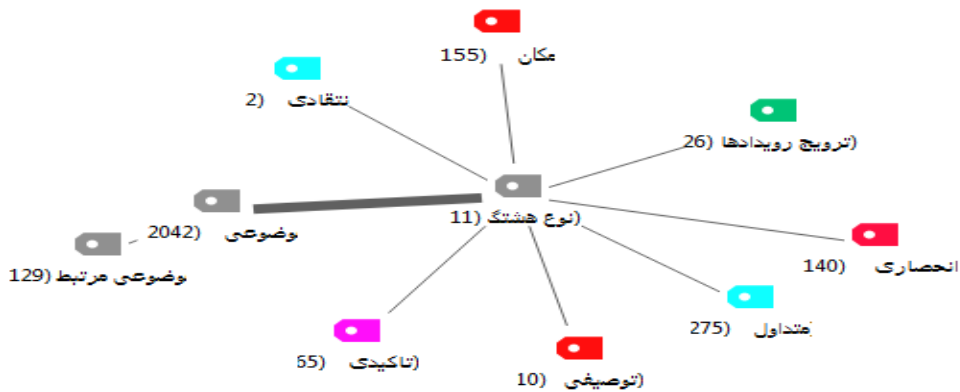 مکان (155
نتقادی (2
(ترویج رویدادها (26
(نوع هشتگ (11
وضوعی (2042
وضوعی مرتبط (129
انحصاری (140
متداول (275
(تاکیدی (65
(توصیفی (10